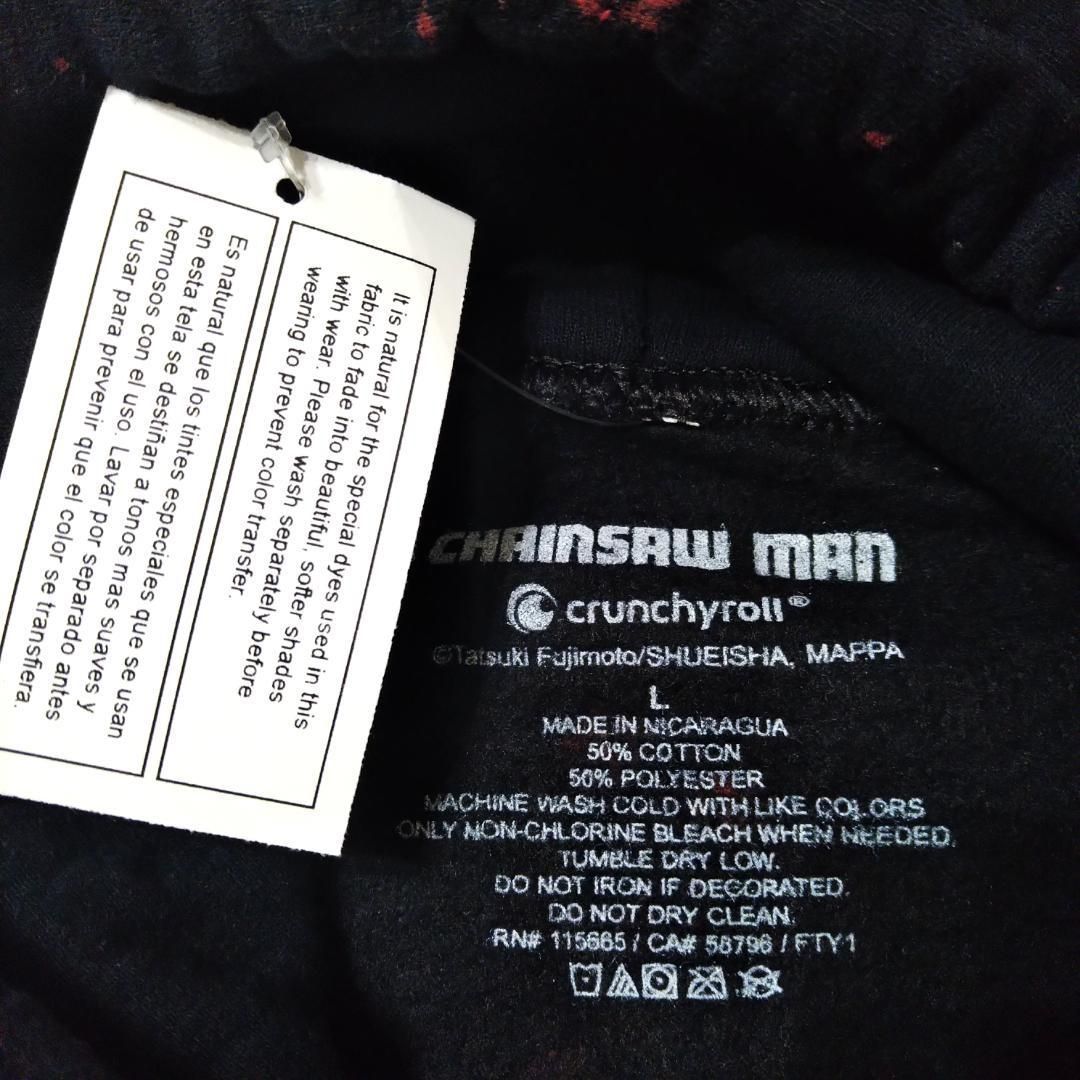 It is natural for the special dyes used in this
fabric to fade into beautiful, softer shades
with wear. Please wash separately before
wearing to prevent color transfer.
Es natural que los tintes especiales que se usan
en esta tela se destiñan a tonos mas suaves y
hermosos con el uso. Lavar por separado antes
de usar para prevenir que el color se transfiera.
CHAINSAW MAN
crunchyroll®
©Tatsuki Fujimoto/SHUEISHA, MAPPA
L
MADE IN NICARAGUA
50% COTTON
50% POLYESTER
MACHINE WASH COLD WITH LIKE COLORS
ONLY NON-CHLORINE BLEACH WHEN NEEDED.
TUMBLE DRY LOW.
DO NOT IRON IF DECORATED.
DO NOT DRY CLEAN.
RN# 115665 / CA# 56796 / FTY1